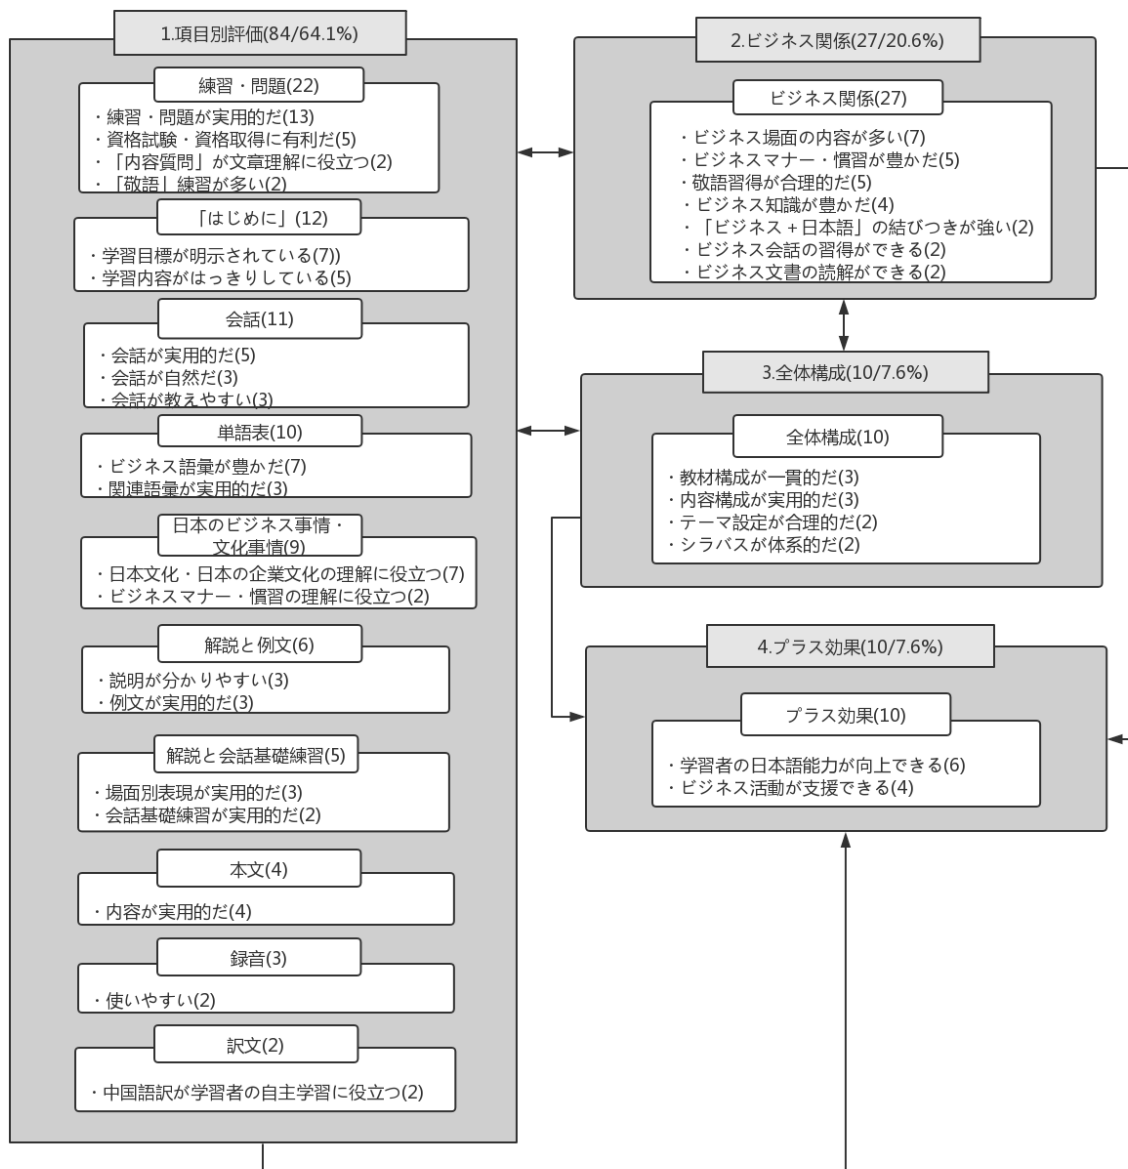 1.項目別評価(84/64.1%)
練習・問題(22)
・練習・問題が実用的だ(13)
・資格試験・資格取得に有利だ(5)
・「内容質問」が文章理解に役立つ(2)
・「敬語」練習が多い(2)
「はじめに」(12)
・学習目標が明示されている(7))
・学習内容がはっきりしている(5)
会話(11)
・会話が実用的だ(5)
・会話が自然だ(3)
・会話が教えやすい(3)
単語表(10)
・ビジネス語彙が豊かだ(7)
・関連語彙が実用的だ(3)
日本のビジネス事情・
文化事情(9)
・日本文化・日本の企業文化の理解に役立つ(7)
・ビジネスマナー・慣習の理解に役立つ(2)
解説と例文(6)
・説明が分かりやすい(3)
・例文が実用的だ(3)
解説と会話基礎練習(5)
・場面別表現が実用的だ(3)
・会話基礎練習が実用的だ(2)
本文(4)
・内容が実用的だ(4)
録音(3)
・使いやすい(2)
訳文(2)
・中国語訳が学習者の自主学習に役立つ(2)
2.ビジネス関係(27/20.6%)
ビジネス関係(27)
・ビジネス場面の内容が多い(7)
・ビジネスマナー・慣習が豊かだ(5)
・敬語習得が合理的だ(5)
・ビジネス知識が豊かだ(4)
・「ビジネス+日本語」の結びつきが強い(2)
・ビジネス会話の習得ができる(2)
・ビジネス文書の読解ができる(2)
3.全体構成(10/7.6%)
全体構成(10)
・教材構成が一貫的だ(3)
・内容構成が実用的だ(3)
・テーマ設定が合理的だ(2)
・シラバスが体系的だ(2)
4.プラス効果(10/7.6%)
プラス効果(10)
・学習者の日本語能力が向上できる(6)
・ビジネス活動が支援できる(4)